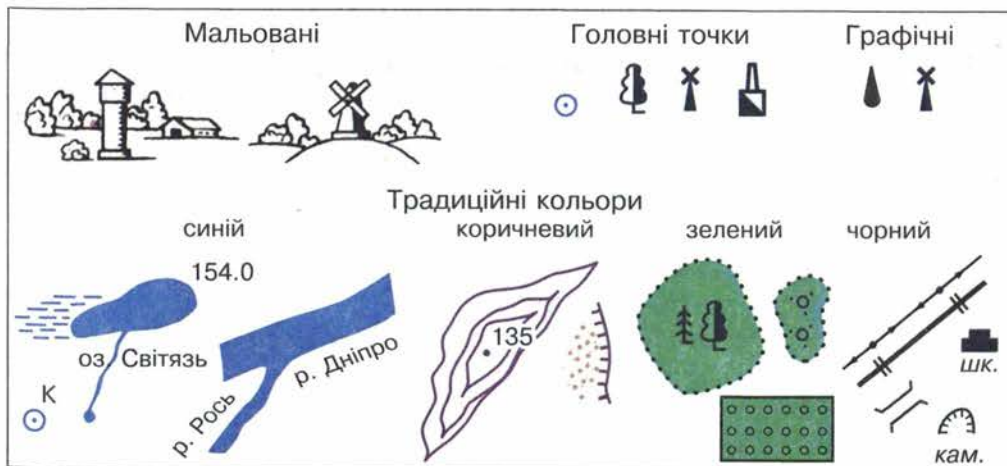 Мальовані
Головні точки
Графічні
Традиційні кольори
синій
коричневий
зелений
чорний
154.0
оз. Світязь
К
р. Рось
р. Дніпро
135
шк.
кам.